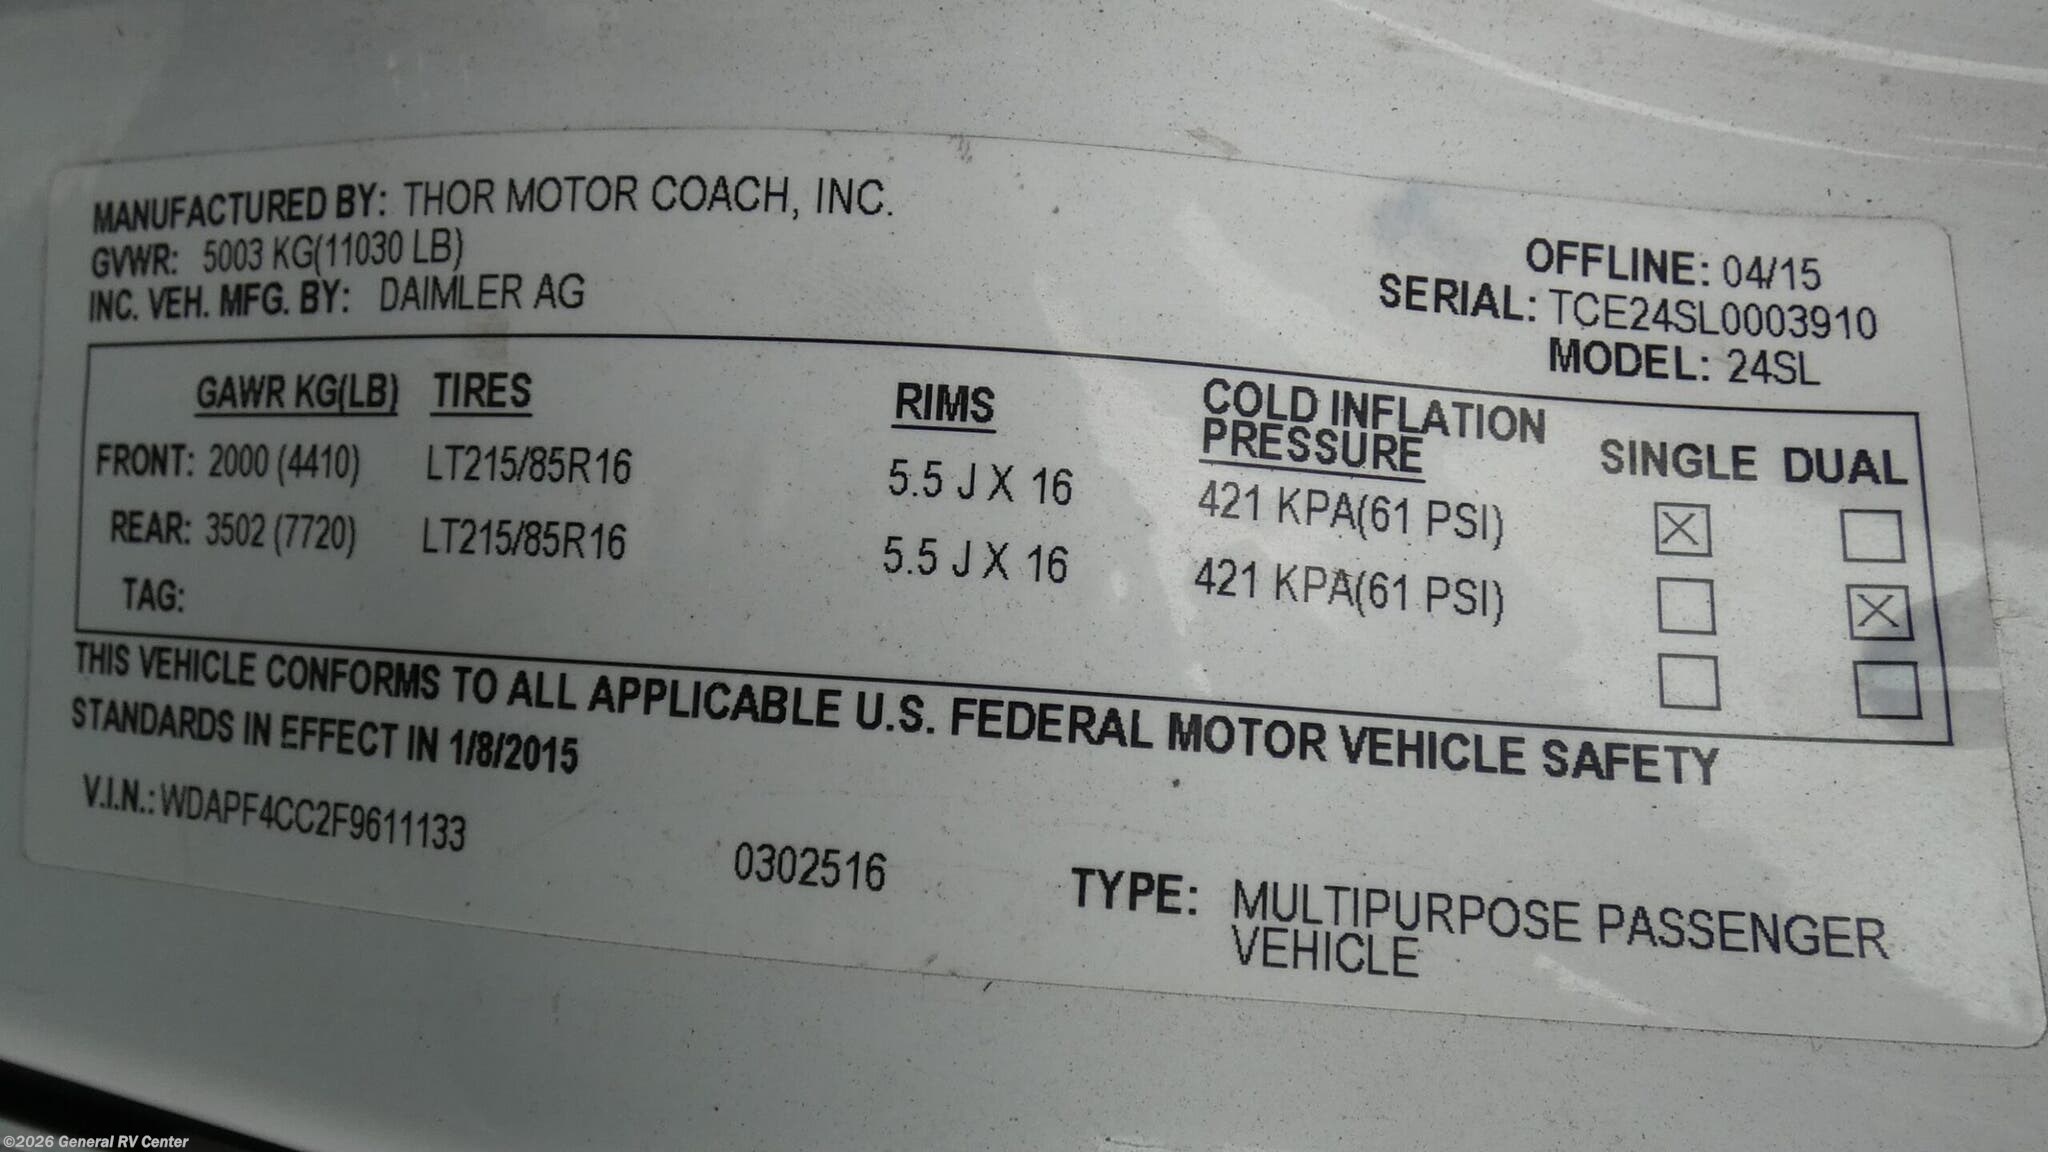 MANUFACTURED BY: THOR MOTOR COACH, INC.
GVWR: 5003 KG(11030 LB)
INC. VEH. MFG. BY: DAIMLER AG
OFFLINE: 04/15
SERIAL: TCE24SL0003910
MODEL: 24SL
GAWR KG(LB) TIRES RIMS COLD INFLATION PRESSURE SINGLE DUAL
FRONT: 2000 (4410) LT215/85R16 5.5 J X 16 421 KPA(61 PSI)
REAR: 3502 (7720) LT215/85R16 5.5 J X 16 421 KPA(61 PSI)
TAG:
THIS VEHICLE CONFORMS TO ALL APPLICABLE U.S. FEDERAL MOTOR VEHICLE SAFETY
STANDARDS IN EFFECT IN 1/8/2015
V.I.N.: WDAPF4CC2F9611133
0302516
TYPE: MULTIPURPOSE PASSENGER
VEHICLE
©2026 General RV Center